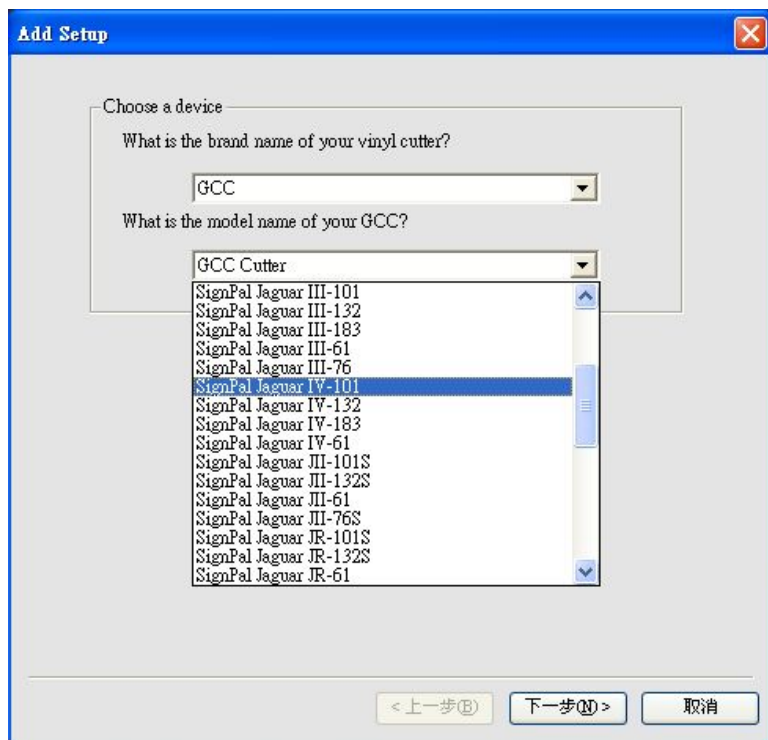 Add Setup
Choose a device
What is the brand name of your vinyl cutter?
GCC
What is the model name of your GCC?
GCC Cutter
SignPal Jaguar III-101
SignPal Jaguar III-132
SignPal Jaguar III-183
SignPal Jaguar III-61
SignPal Jaguar III-76
SignPal Jaguar IV-101
SignPal Jaguar IV-132
SignPal Jaguar IV-183
SignPal Jaguar IV-61
SignPal Jaguar JII-101S
SignPal Jaguar JII-132S
SignPal Jaguar JII-61
SignPal Jaguar JII-76S
SignPal Jaguar JR-101S
SignPal Jaguar JR-132S
SignPal Jaguar JR-61
<上一步(B) 下一步(N)> 取消